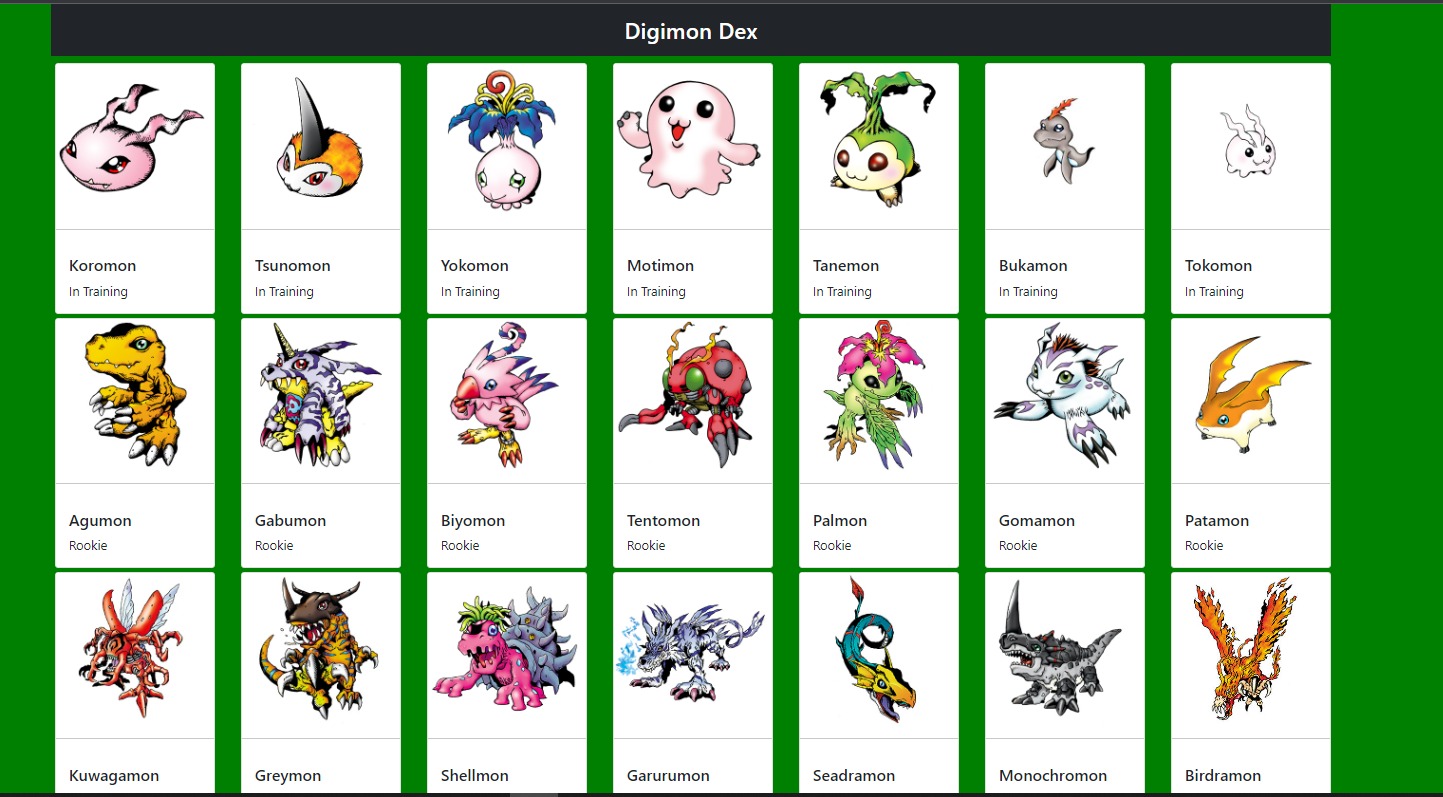 Digimon Dex
Koromon
In Training
Tsunomon
In Training
Yokomon
In Training
Motimon
In Training
Tanemon
In Training
Bukamon
In Training
Tokomon
In Training
Agumon
Rookie
Gabumon
Rookie
Biyomon
Rookie
Tentomon
Rookie
Palmon
Rookie
Gomamon
Rookie
Patamon
Rookie
Kuwagamon
Greymon
Shellmon
Garurumon
Seadramon
Monochromon
Birdramon